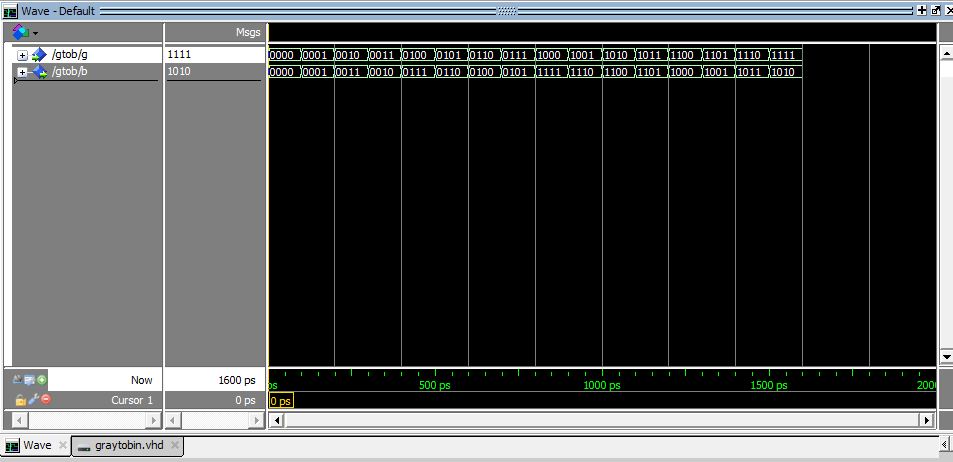 Wave - Default
Msgs
/gtob/g 1111 0000 0001 0010 0011 0100 0101 0110 0111 1000 1001 1010 1011 1100 1101 1110 1111
/gtob/b 1010 0000 0001 0011 0010 0111 0110 0100 0101 1111 1110 1100 1101 1000 1001 1011 1010
Now 1600 ps ps 500 ps 1000 ps 1500 ps 2000
Cursor 1 0 ps 0 ps
Wave graytobin.vhd